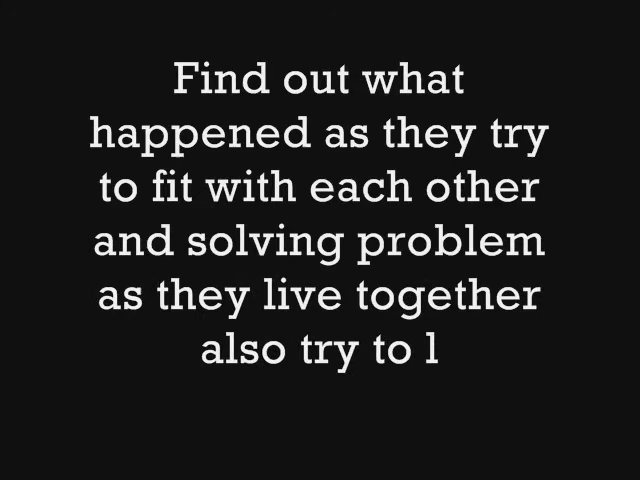 Find out what
happened as they try
to fit with each other
and solving problem
as they live together
also try to l